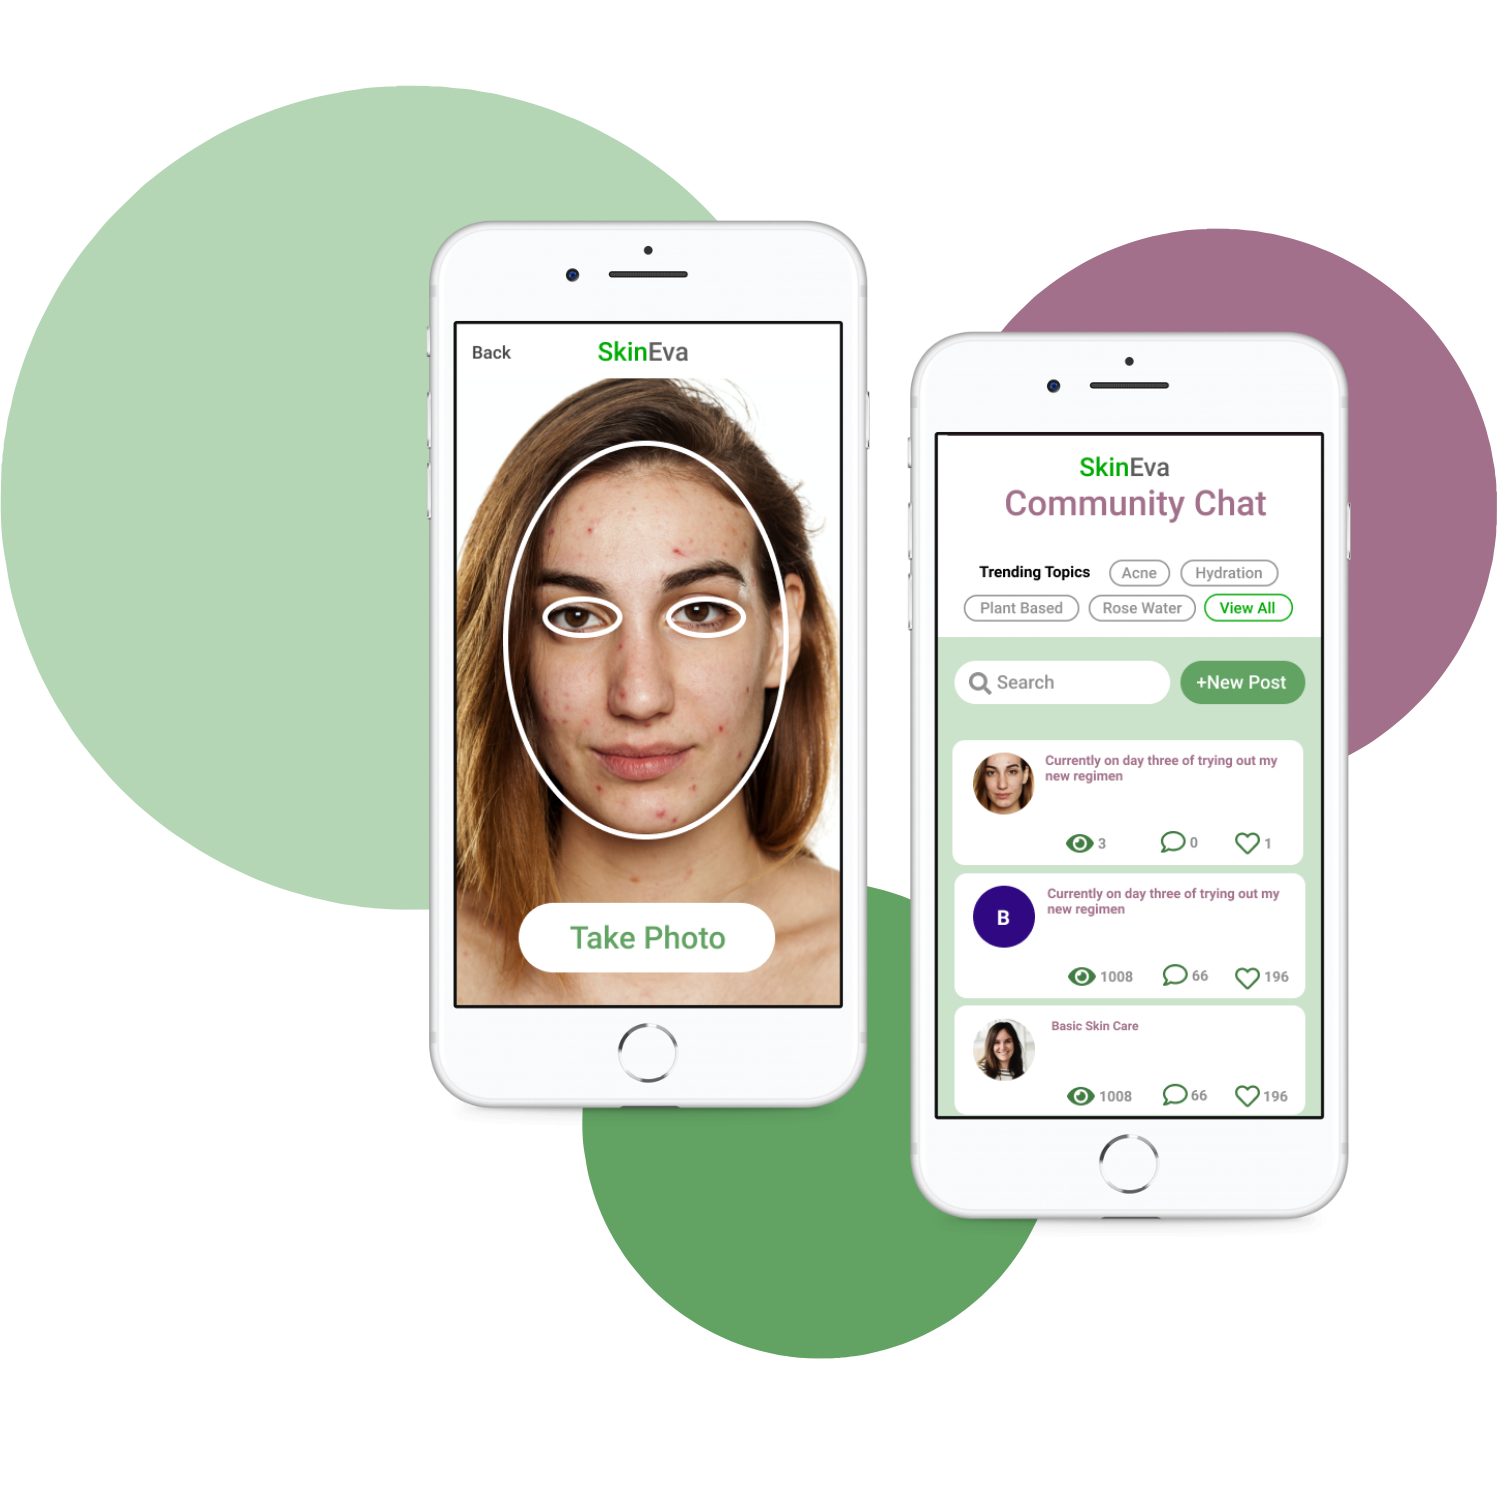 Back
SkinEva
Take Photo
SkinEva
Community Chat
Trending Topics Acne Hydration
Plant Based Rose Water View All
Search +New Post
Currently on day three of trying out my
new regimen
3 0 1
B
Currently on day three of trying out my
new regimen
1008 66 196
Basic Skin Care
1008 66 196